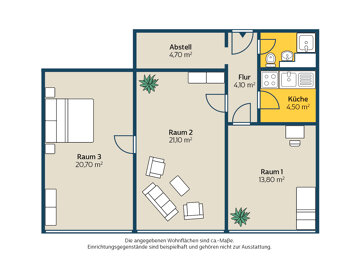 Abstell
4,70 m²
Flur
4,10 m²
Küche
4,50 m²
Raum 2
21,10 m²
Raum 3
20,70 m²
Raum 1
13,80 m²
Die angegebenen Wohnflächen sind ca.-Maße.
Einrichtungsgegenstände sind beispielhaft und gehören nicht zur Ausstattung.